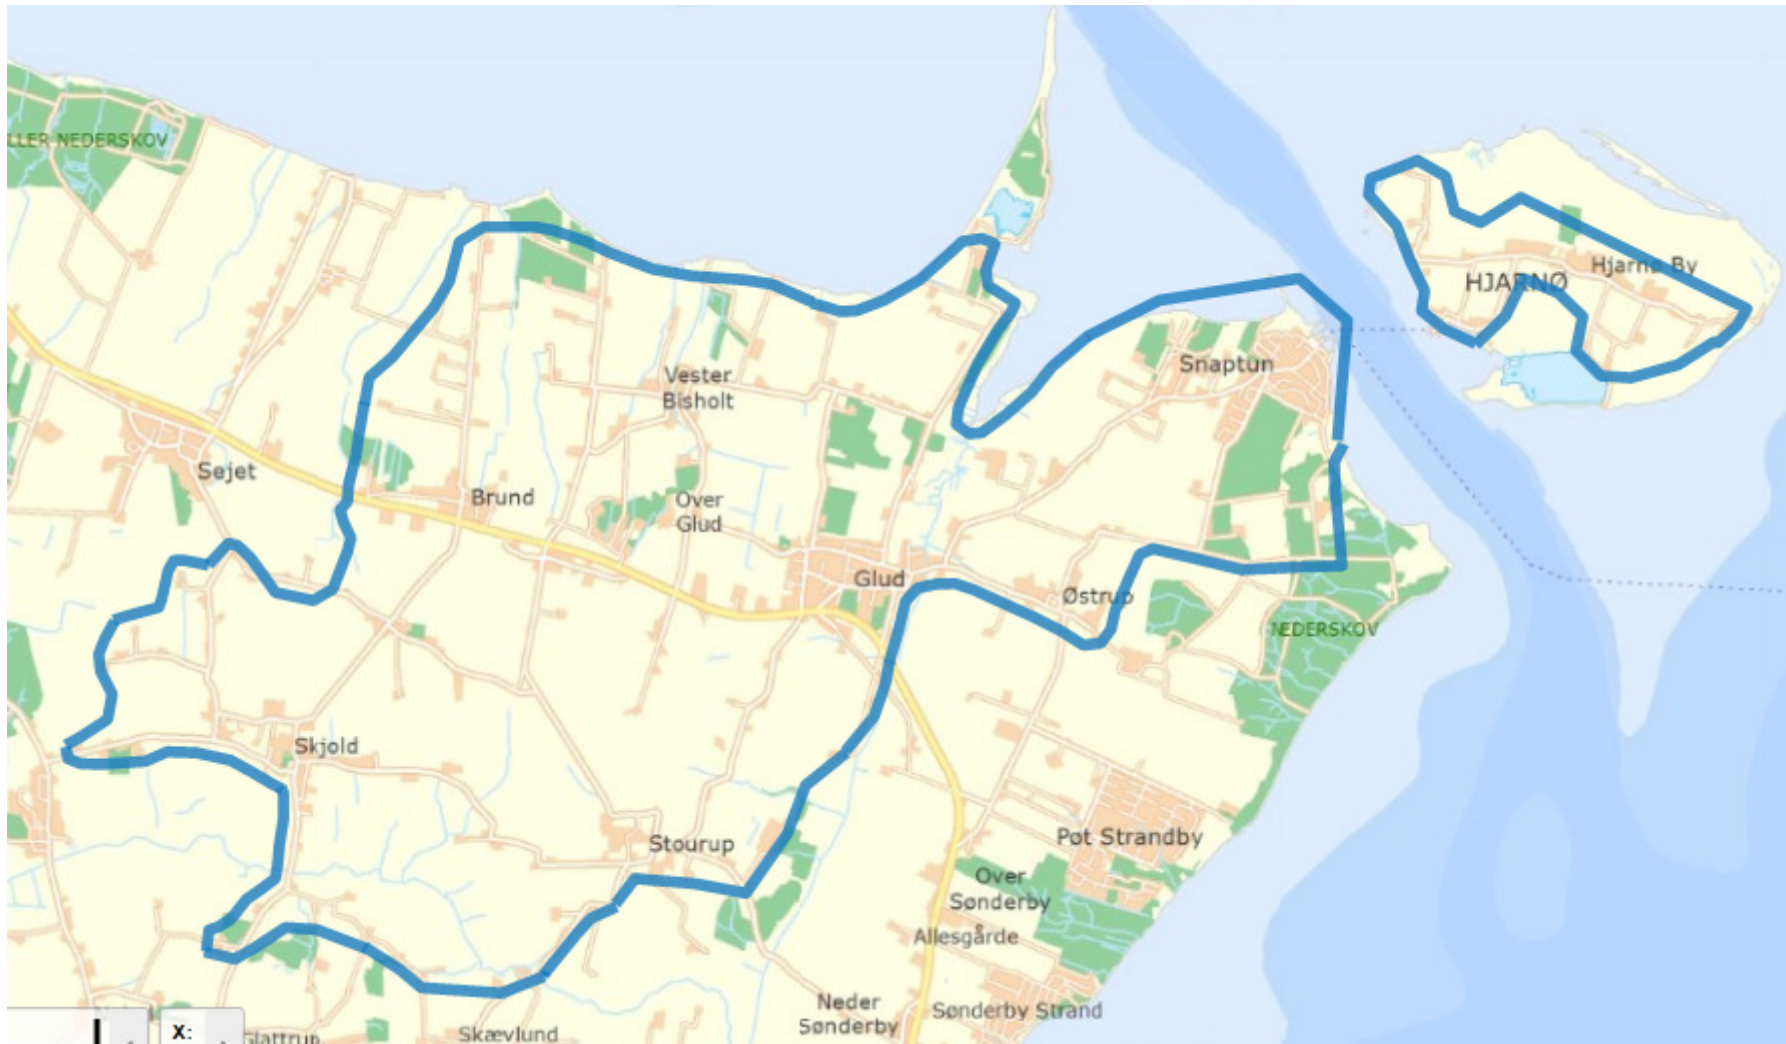 LLER NEDERSKOV
HJARNØ
Hjarnø By
Snaptun
Vester
Bisholt
Sejet
Brund
Over
Glud
Glud
Østrup
NEDERSKOV
Skjold
Stourup
Pøt Strandby
Over
Sønderby
Allesgårde
Neder
Sønderby
Sønderby Strand
Skævlund
Glattrup
X: